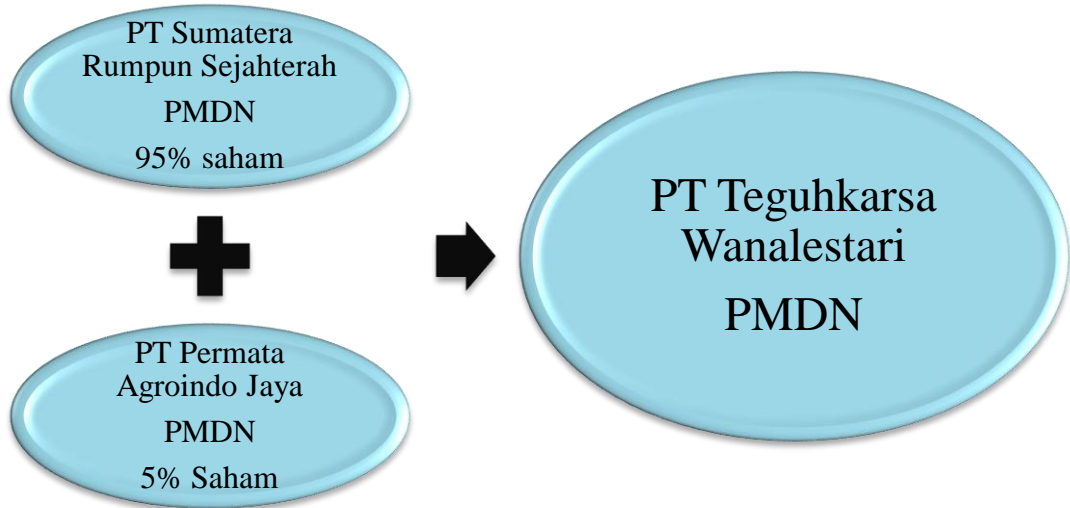 PT Sumatera
Rumpun Sejahterah
PMDN
95% saham
PT Permata
Agroindo Jaya
PMDN
5% Saham
PT Teguhkarsa
Wanalestari
PMDN